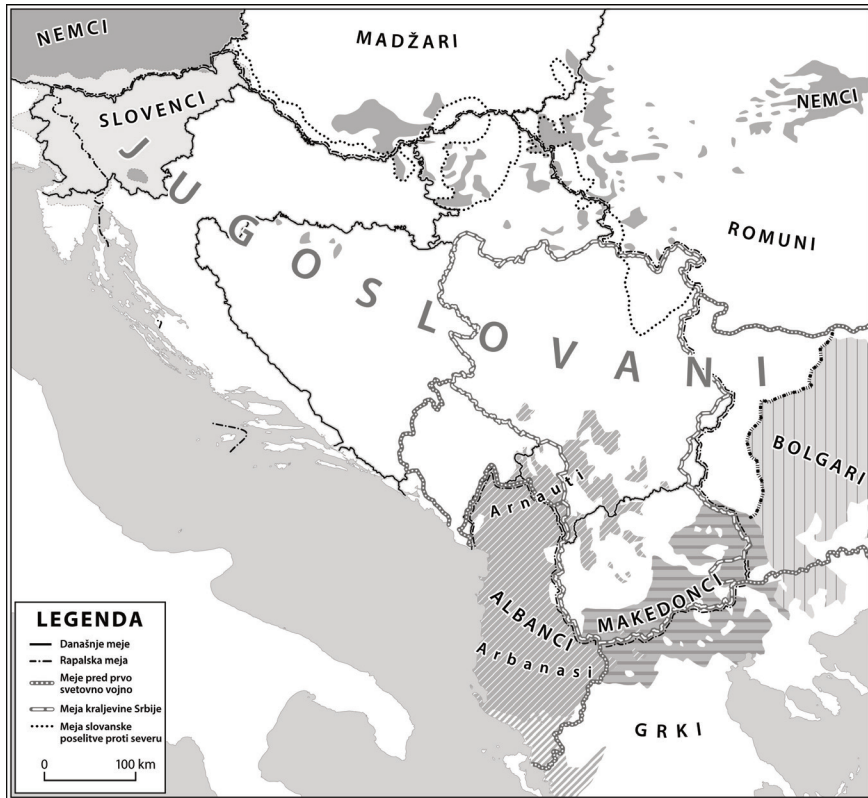 NEMCI
MADŽARI
SLOVENCI
NEMCI
JUGOSLOVANI
ROMUNI
BOLGARI
Arnauti
ALBANCI
MAKEDONCI
Arbanasi
GRKI
LEGENDA
Današnje meje
Rapalska meja
Meje pred prvo
svetovno vojno
Meja kraljevine Srbije
Meja slovanske
poselitve proti severu
0 100 km